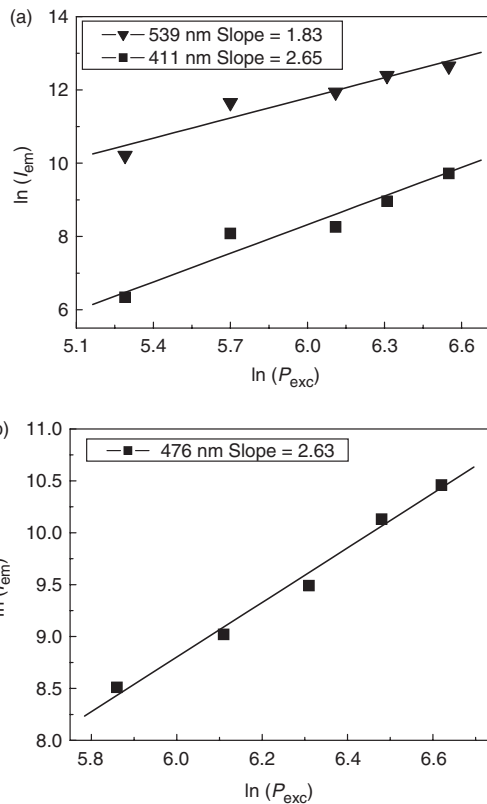 (a)
14
12
10
8
6
ln (I_em)
539 nm Slope = 1.83
411 nm Slope = 2.65
5.1 5.4 5.7 6.0 6.3 6.6
ln (P_exc)
11.0
10.5
10.0
9.5
9.0
8.5
8.0
476 nm Slope = 2.63
5.8 6.0 6.2 6.4 6.6
ln (P_exc)